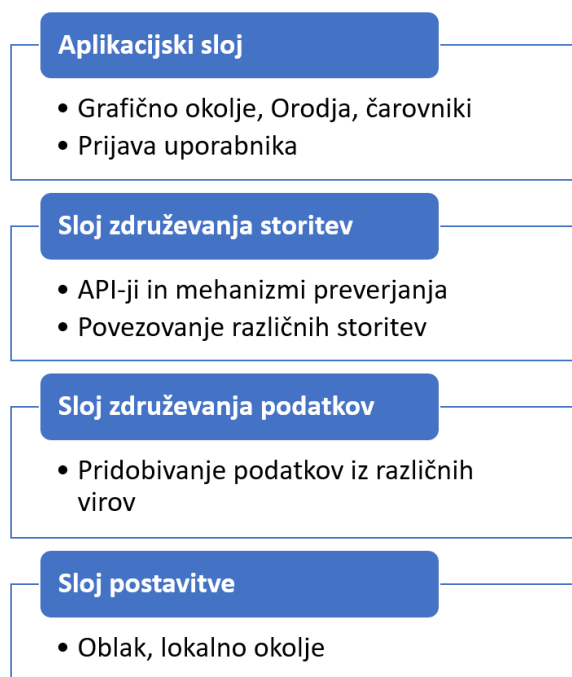 Aplikacijski sloj
• Grafično okolje, Orodja, čarovniki
• Prijava uporabnika
Sloj združevanja storitev
• API-ji in mehanizmi preverjanja
• Povezovanje različnih storitev
Sloj združevanja podatkov
• Pridobivanje podatkov iz različnih
virov
Sloj postavitve
• Oblak, lokalno okolje